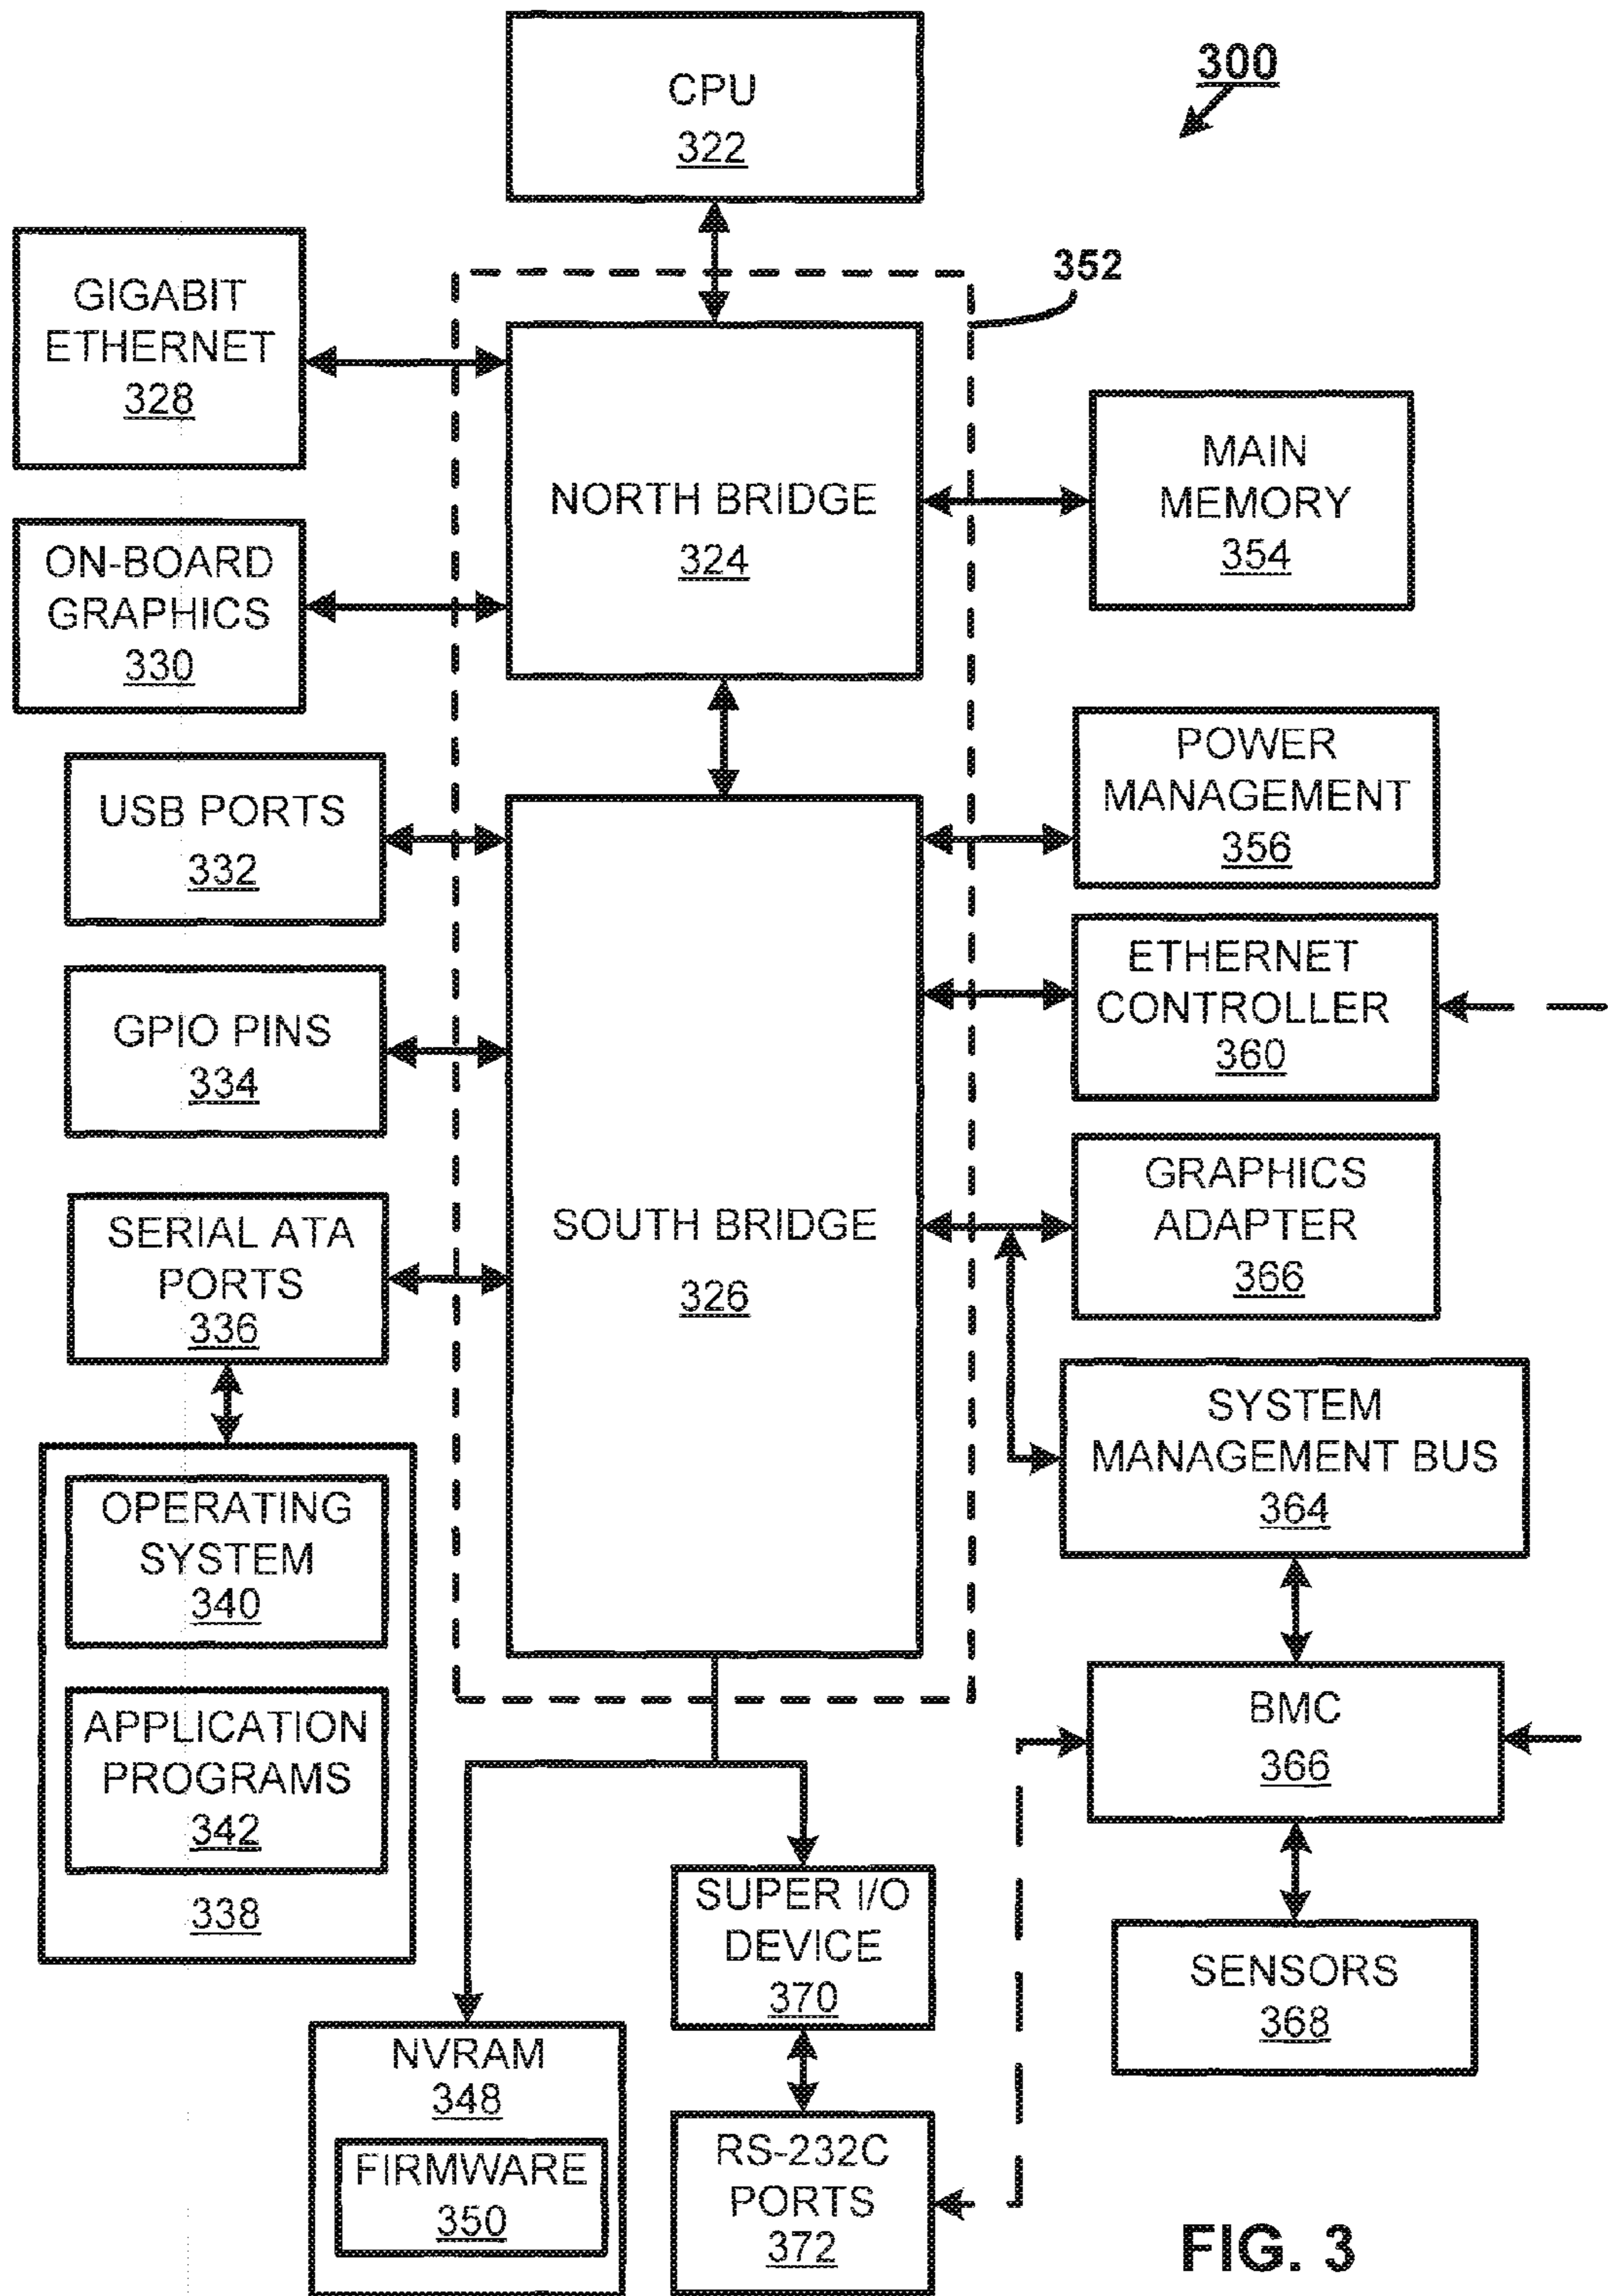 CPU
322
300
352
GIGABIT
ETHERNET
328
NORTH BRIDGE
324
MAIN
MEMORY
354
ON-BOARD
GRAPHICS
330
POWER
MANAGEMENT
356
USB PORTS
332
ETHERNET
CONTROLLER
360
GPIO PINS
334
SOUTH BRIDGE
326
GRAPHICS
ADAPTER
366
SERIAL ATA
PORTS
336
SYSTEM
MANAGEMENT BUS
364
OPERATING
SYSTEM
340
APPLICATION
PROGRAMS
342
338
BMC
366
SUPER I/O
DEVICE
370
SENSORS
368
NVRAM
348
FIRMWARE
350
RS-232C
PORTS
372
FIG. 3